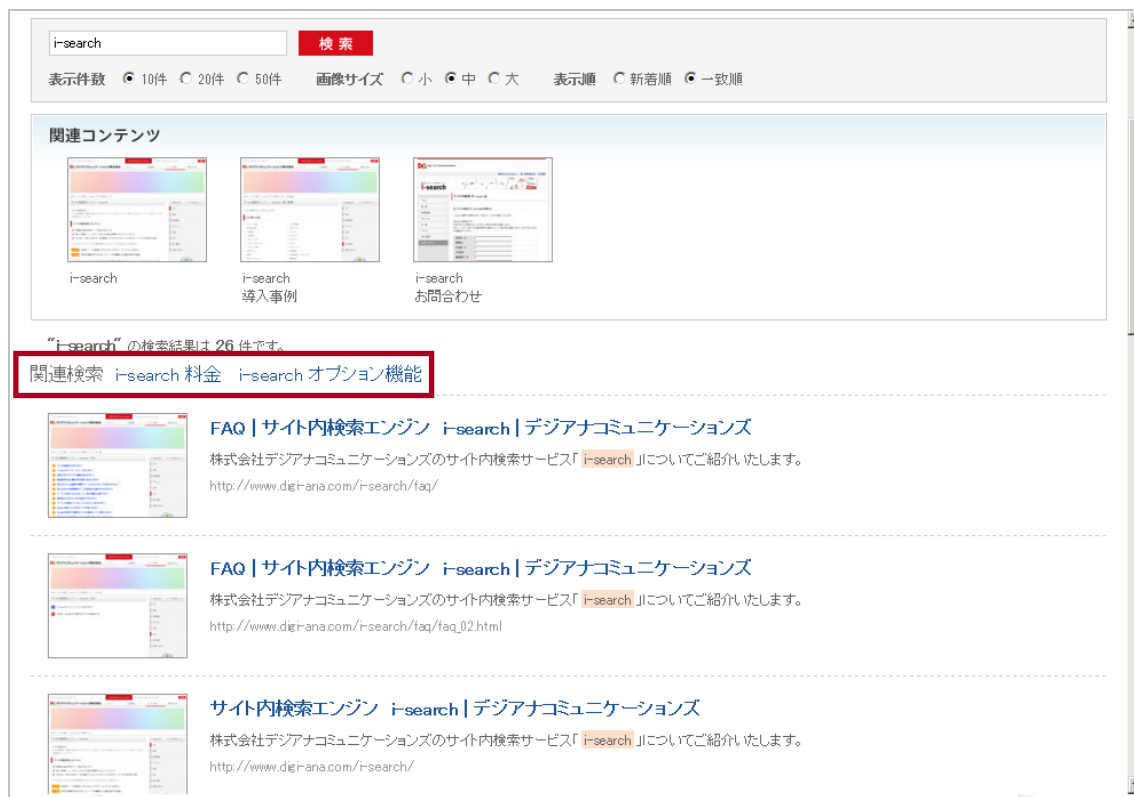 i-search 検 索
表示件数 10件 20件 50件 画像サイズ 小 中 大 表示順 新着順 一致順
関連コンテンツ
i-search
i-search
i-search
導入事例
i-search
お問合わせ
"i-search" の検索結果は 26 件です。
関連検索 i-search 料金 i-search オプション機能
FAQ | サイト内検索エンジン i-search | デジアナコミュニケーションズ
株式会社デジアナコミュニケーションズのサイト内検索サービス「 i-search 」についてご紹介いたします。
http://www.digi-ana.com/i-search/faq/
FAQ | サイト内検索エンジン i-search | デジアナコミュニケーションズ
株式会社デジアナコミュニケーションズのサイト内検索サービス「 i-search 」についてご紹介いたします。
http://www.digi-ana.com/i-search/faq/faq_02.html
サイト内検索エンジン i-search | デジアナコミュニケーションズ
株式会社デジアナコミュニケーションズのサイト内検索サービス「 i-search 」についてご紹介いたします。
http://www.digi-ana.com/i-search/